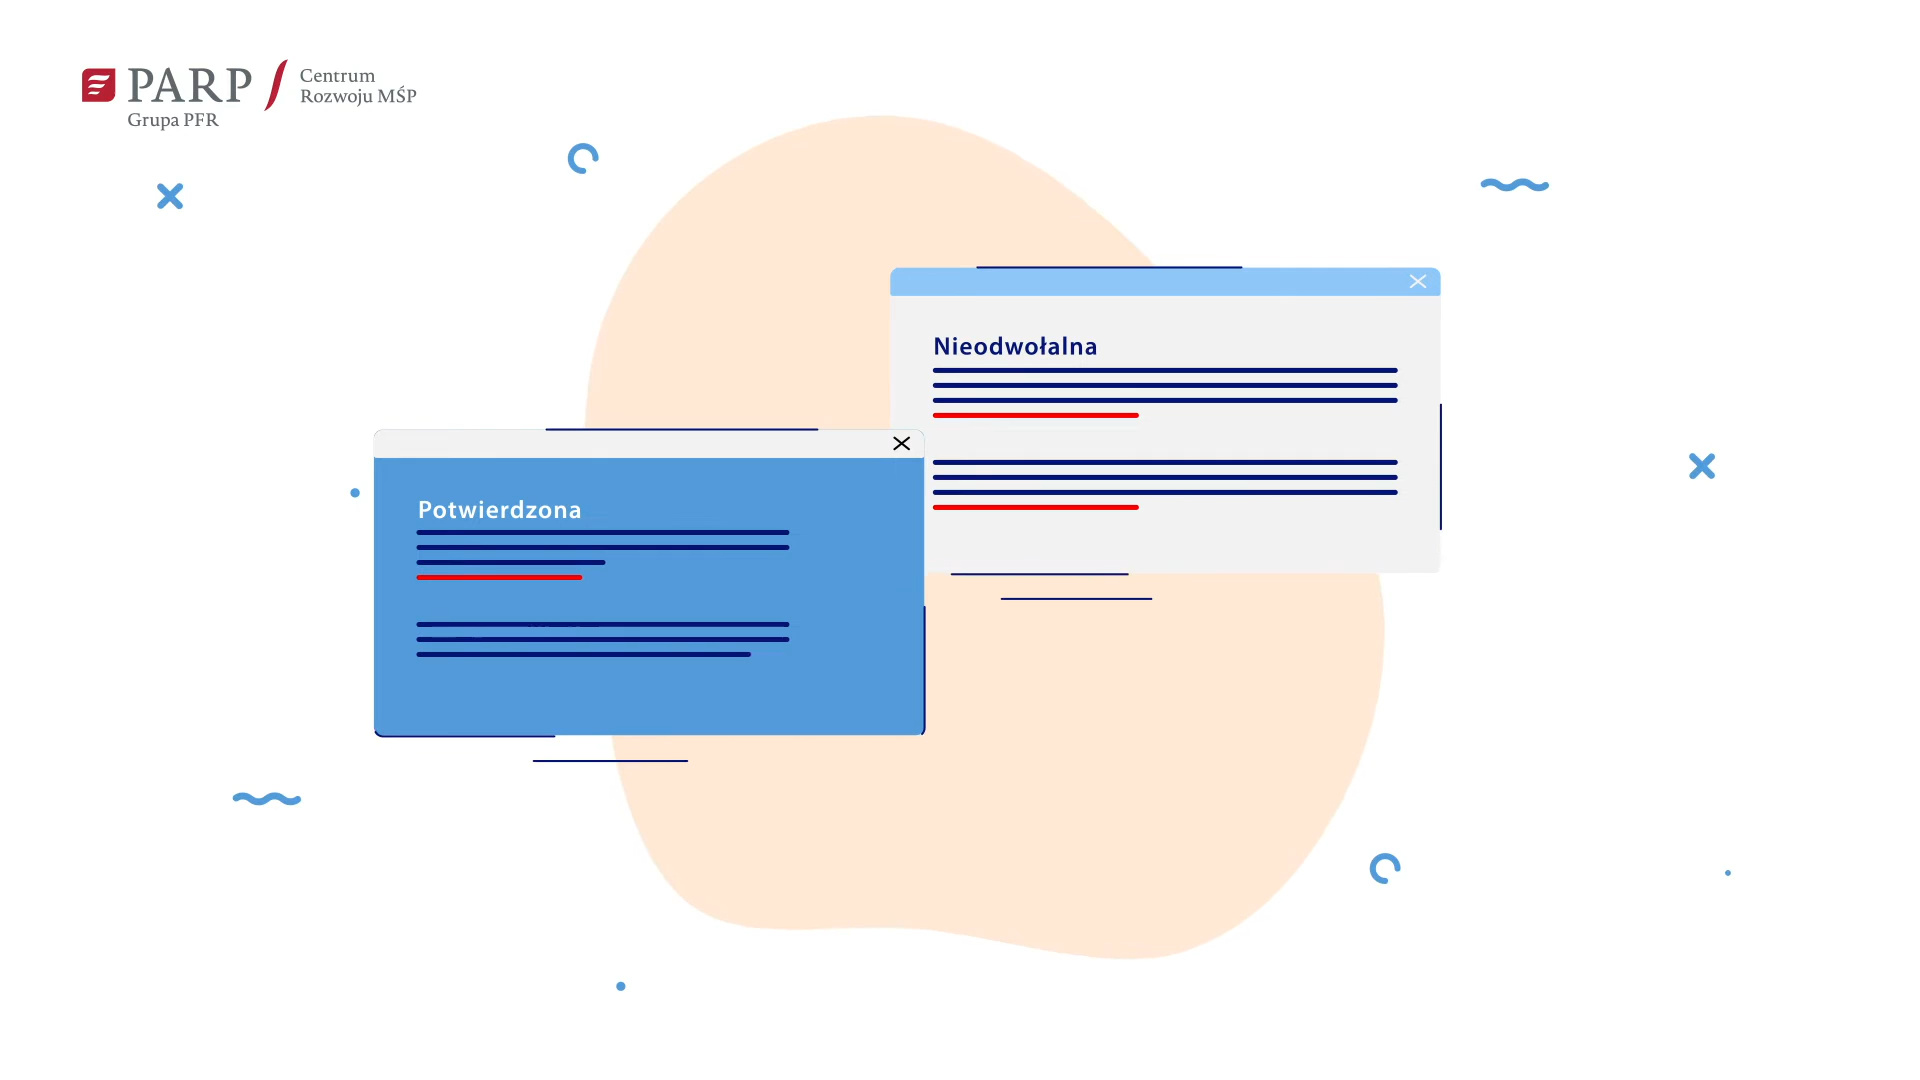 PARP
Grupa PFR
Centrum
Rozwoju MŚP
Nieodwołalna
Potwierdzona